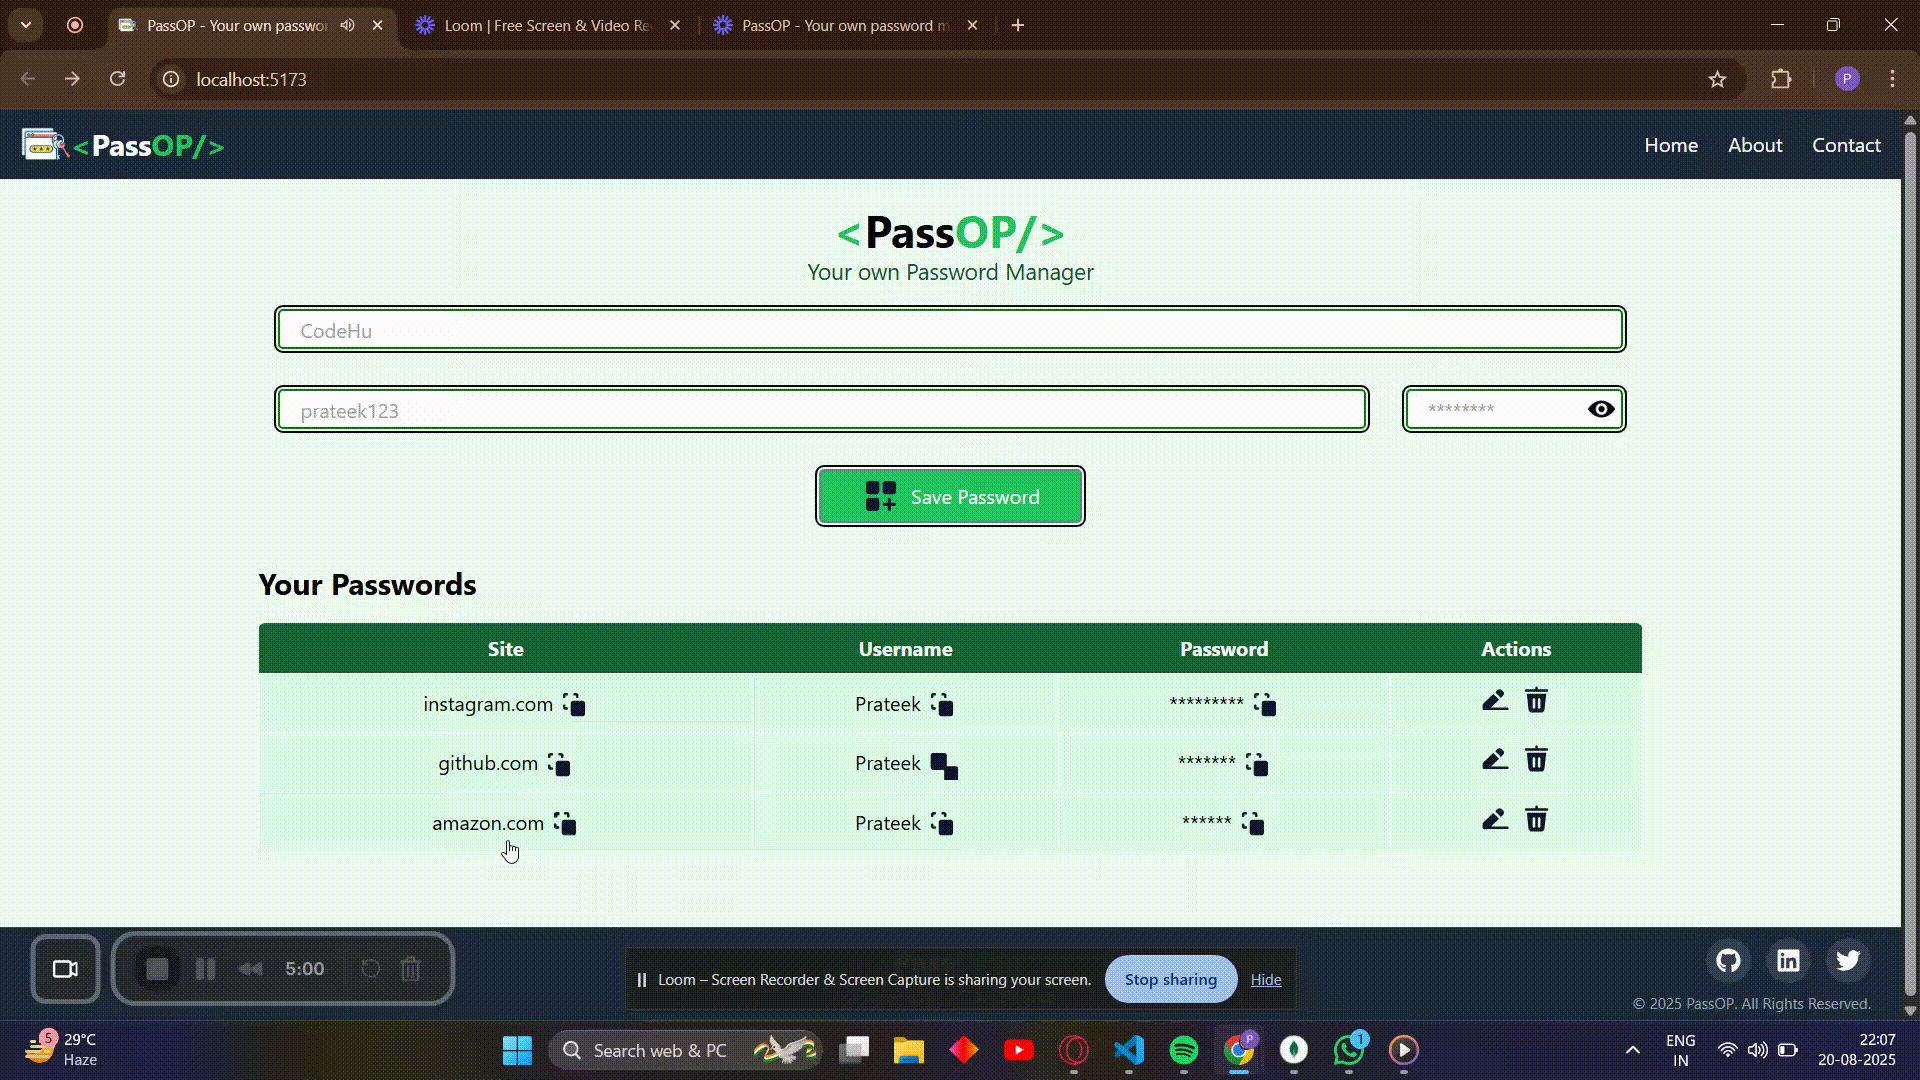 PassOP - Your own passwor
Loom | Free Screen & Video Re
PassOP - Your own password m
localhost:5173
P
<PassOP/>
Home About Contact
<PassOP/>
Your own Password Manager
CodeHu
prateek123
********
Save Password
Your Passwords
Site Username Password Actions
instagram.com Prateek *********
github.com Prateek *******
amazon.com Prateek ******
5:00
Loom – Screen Recorder & Screen Capture is sharing your screen. Stop sharing Hide
© 2025 PassOP. All Rights Reserved.
5
29°C
Haze
Search web & PC
P
1
ENG
IN
22:07
20-08-2025